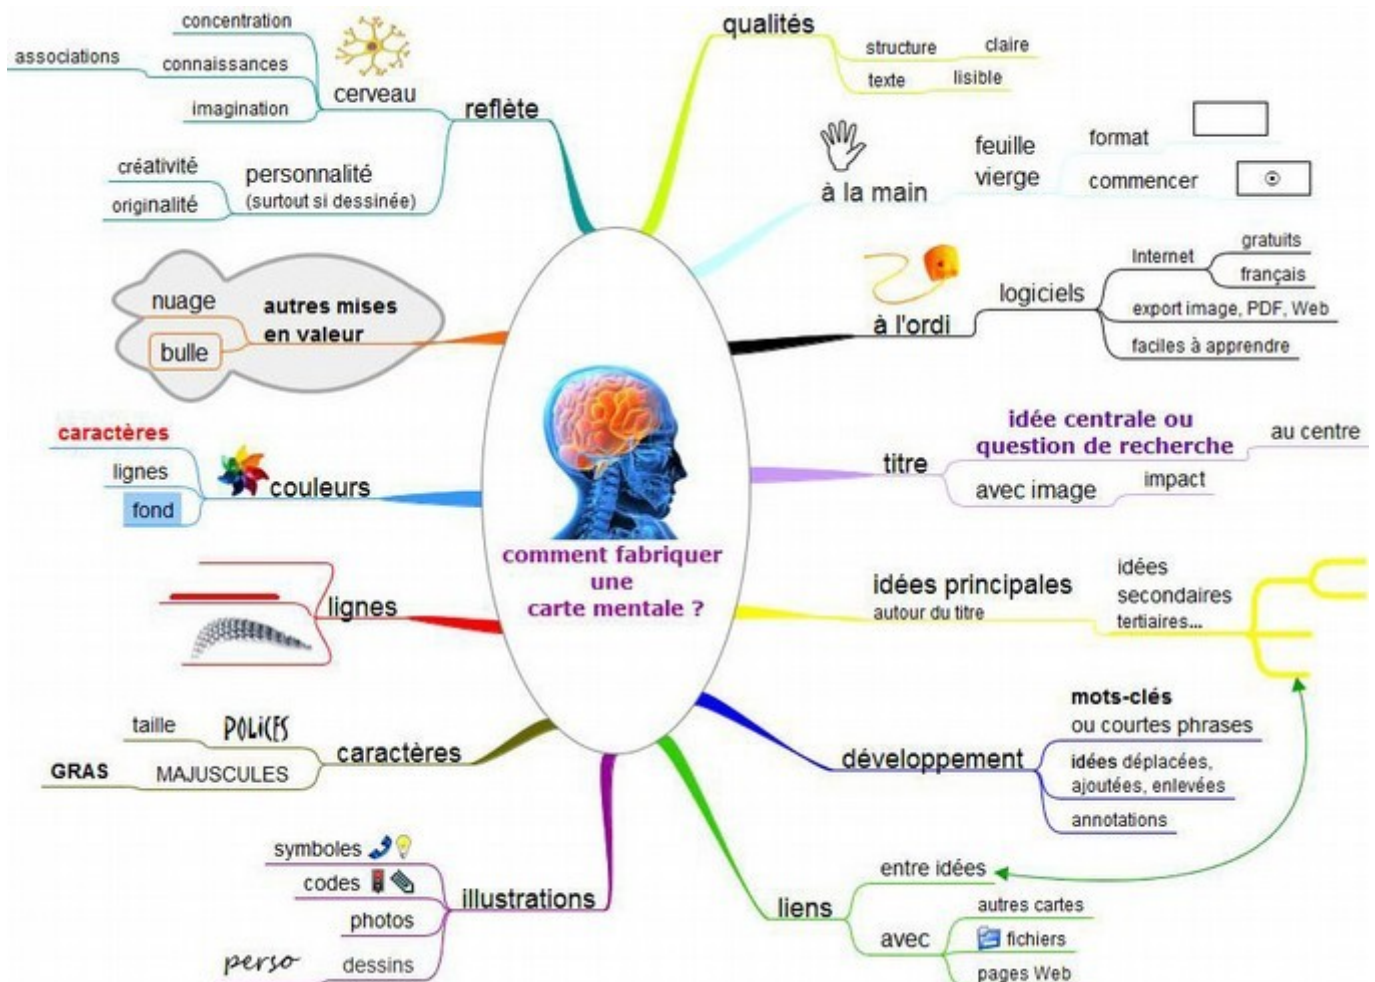 comment fabriquer
une
carte mentale ?
qualités
structure
claire
texte
lisible
à la main
feuille
vierge
format
commencer
à l'ordi
logiciels
Internet
gratuits
français
export image, PDF, Web
faciles à apprendre
titre
idée centrale ou
question de recherche
au centre
avec image
impact
idées principales
autour du titre
idées
secondaires
tertiaires...
développement
mots-clés
ou courtes phrases
idées déplacées,
ajoutées, enlevées
annotations
liens
entre idées
avec
autres cartes
fichiers
pages Web
illustrations
symboles
codes
photos
dessins
perso
caractères
POLICES
taille
MAJUSCULES
GRAS
lignes
couleurs
caractères
lignes
fond
autres mises
en valeur
nuage
bulle
reflète
cerveau
concentration
connaissances
associations
imagination
personnalité
(surtout si dessinée)
créativité
originalité